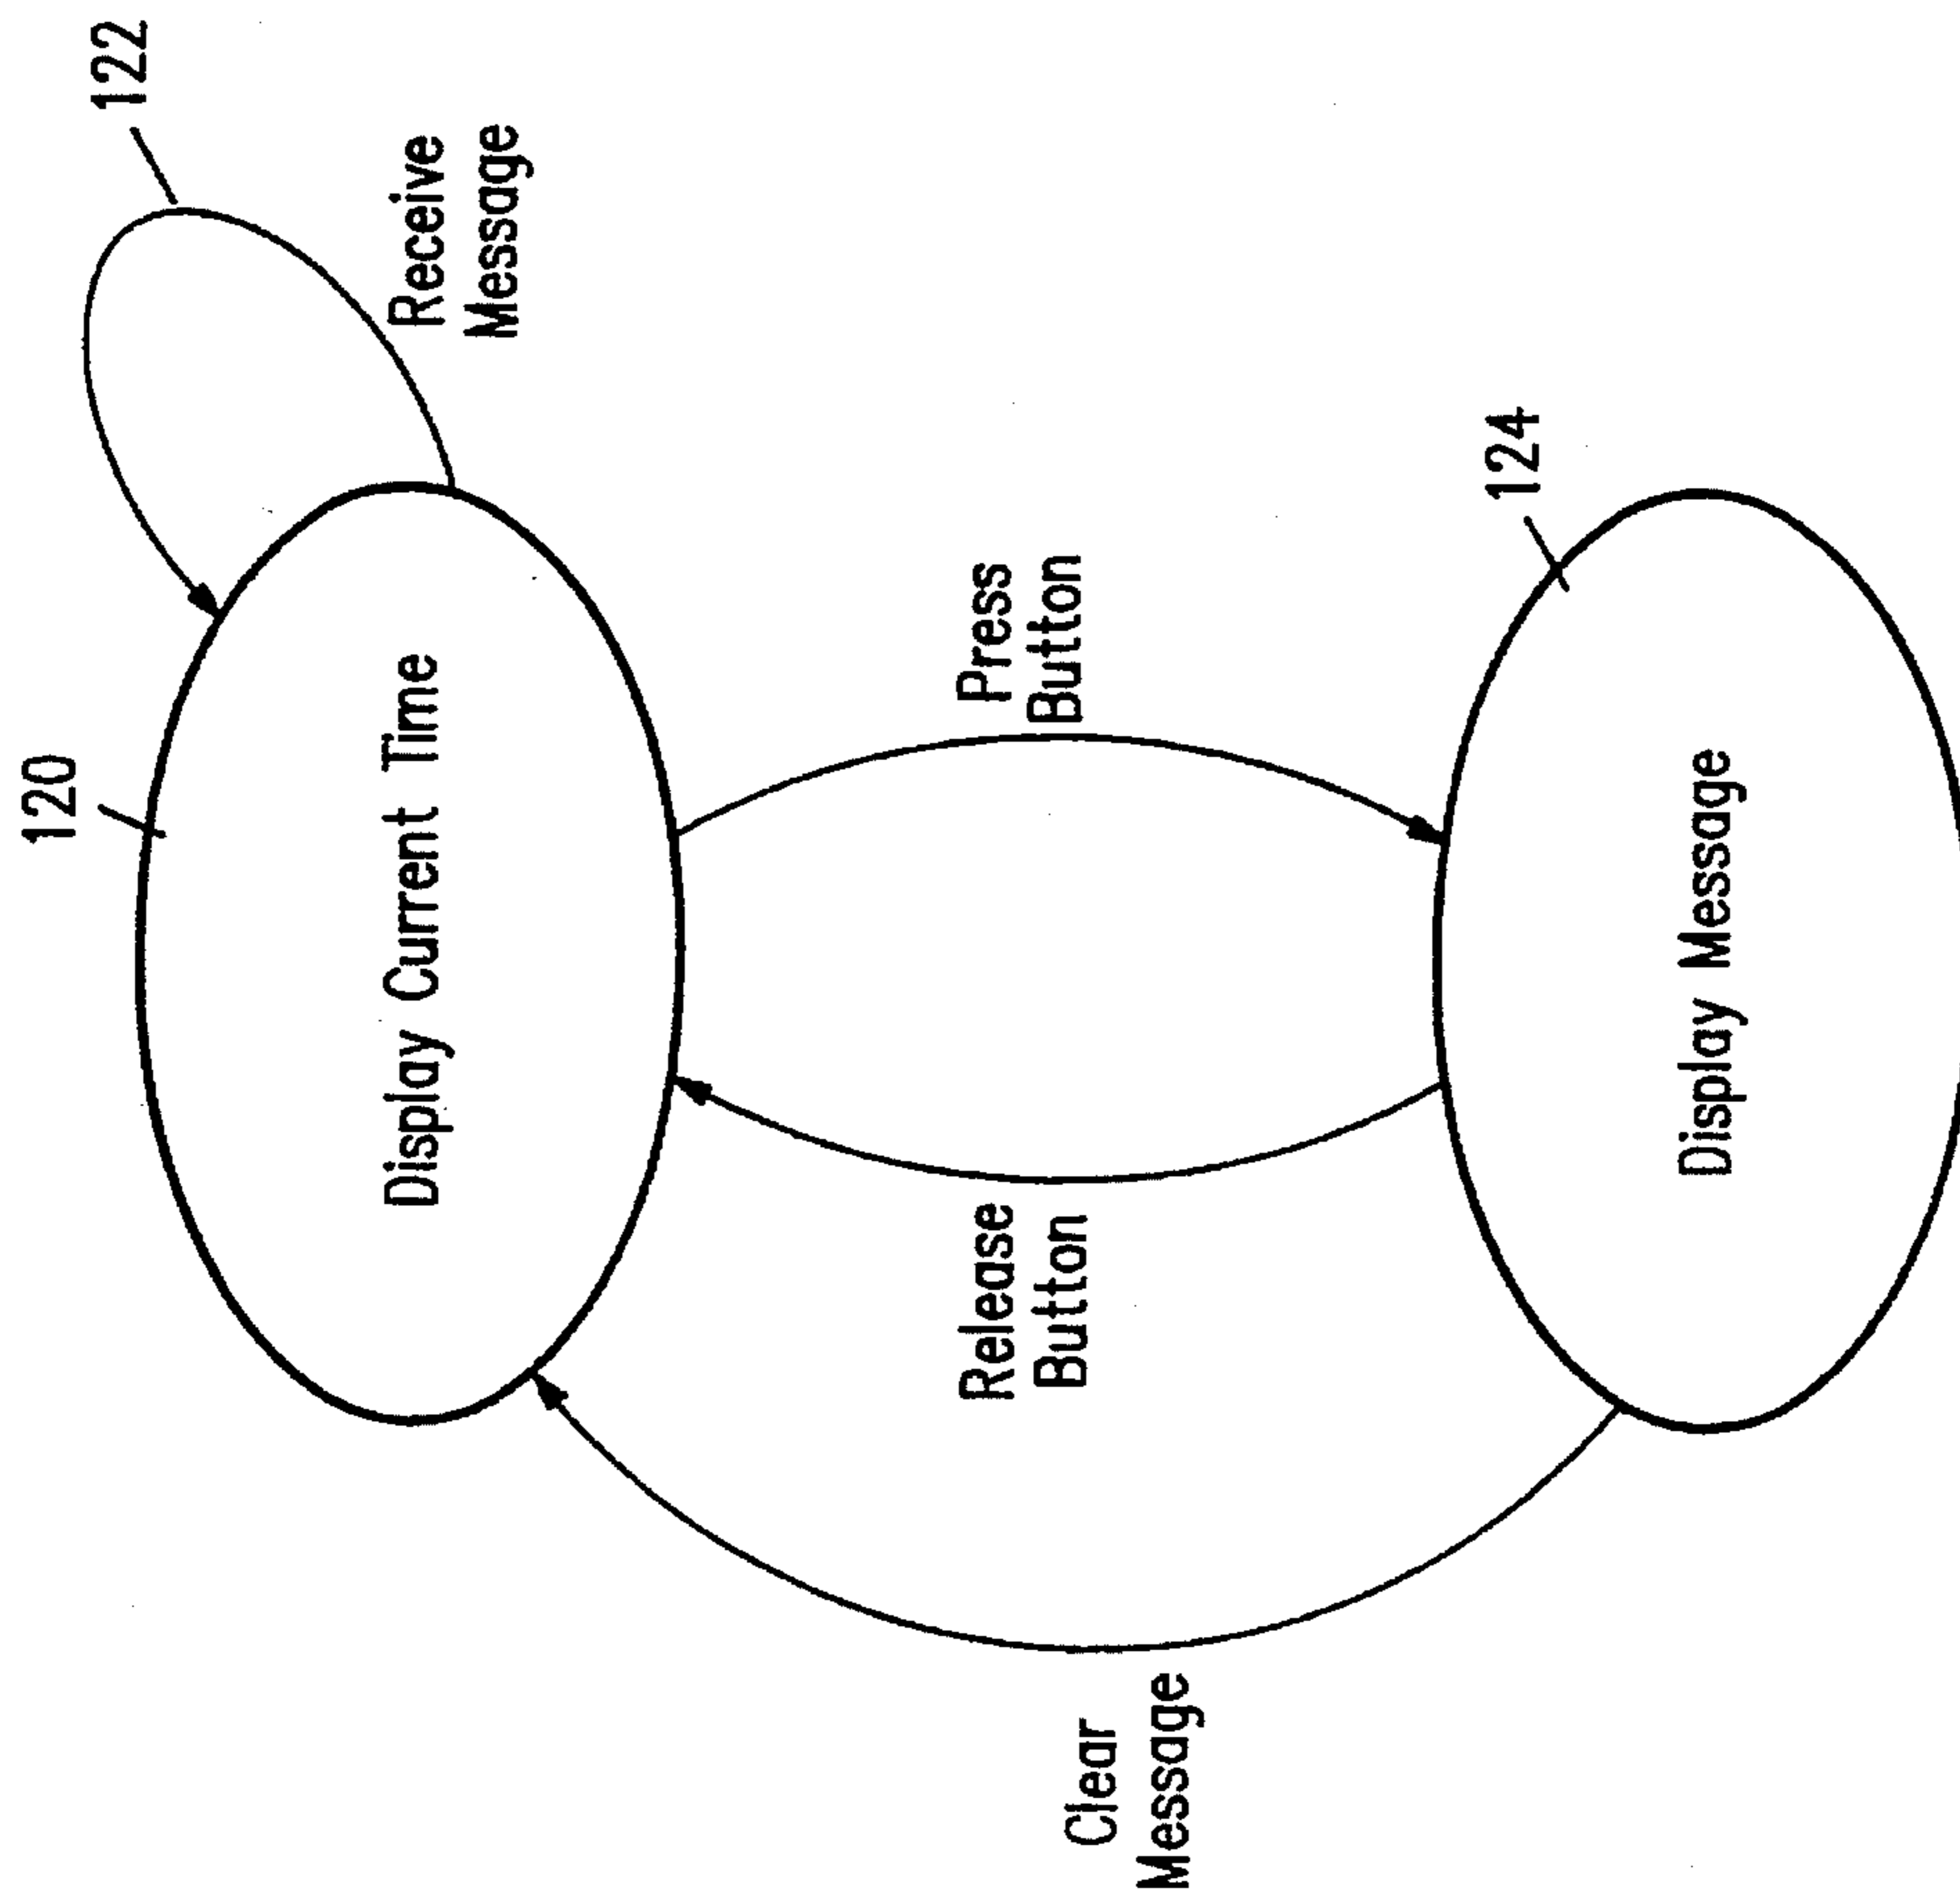 120
122
Display Current Time
Receive
Message
Press
Button
Release
Button
Clear
Message
124
Display Message